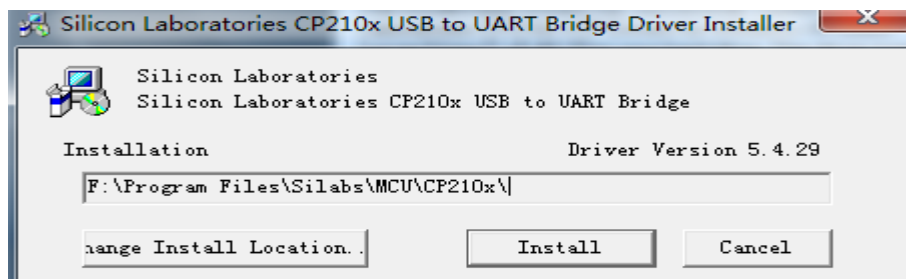 Silicon Laboratories CP210x USB to UART Bridge Driver Installer
Silicon Laboratories
Silicon Laboratories CP210x USB to UART Bridge
Installation
Driver Version 5.4.29
F:\Program Files\Silabs\MCU\CP210x\
hange Install Location..
Install
Cancel